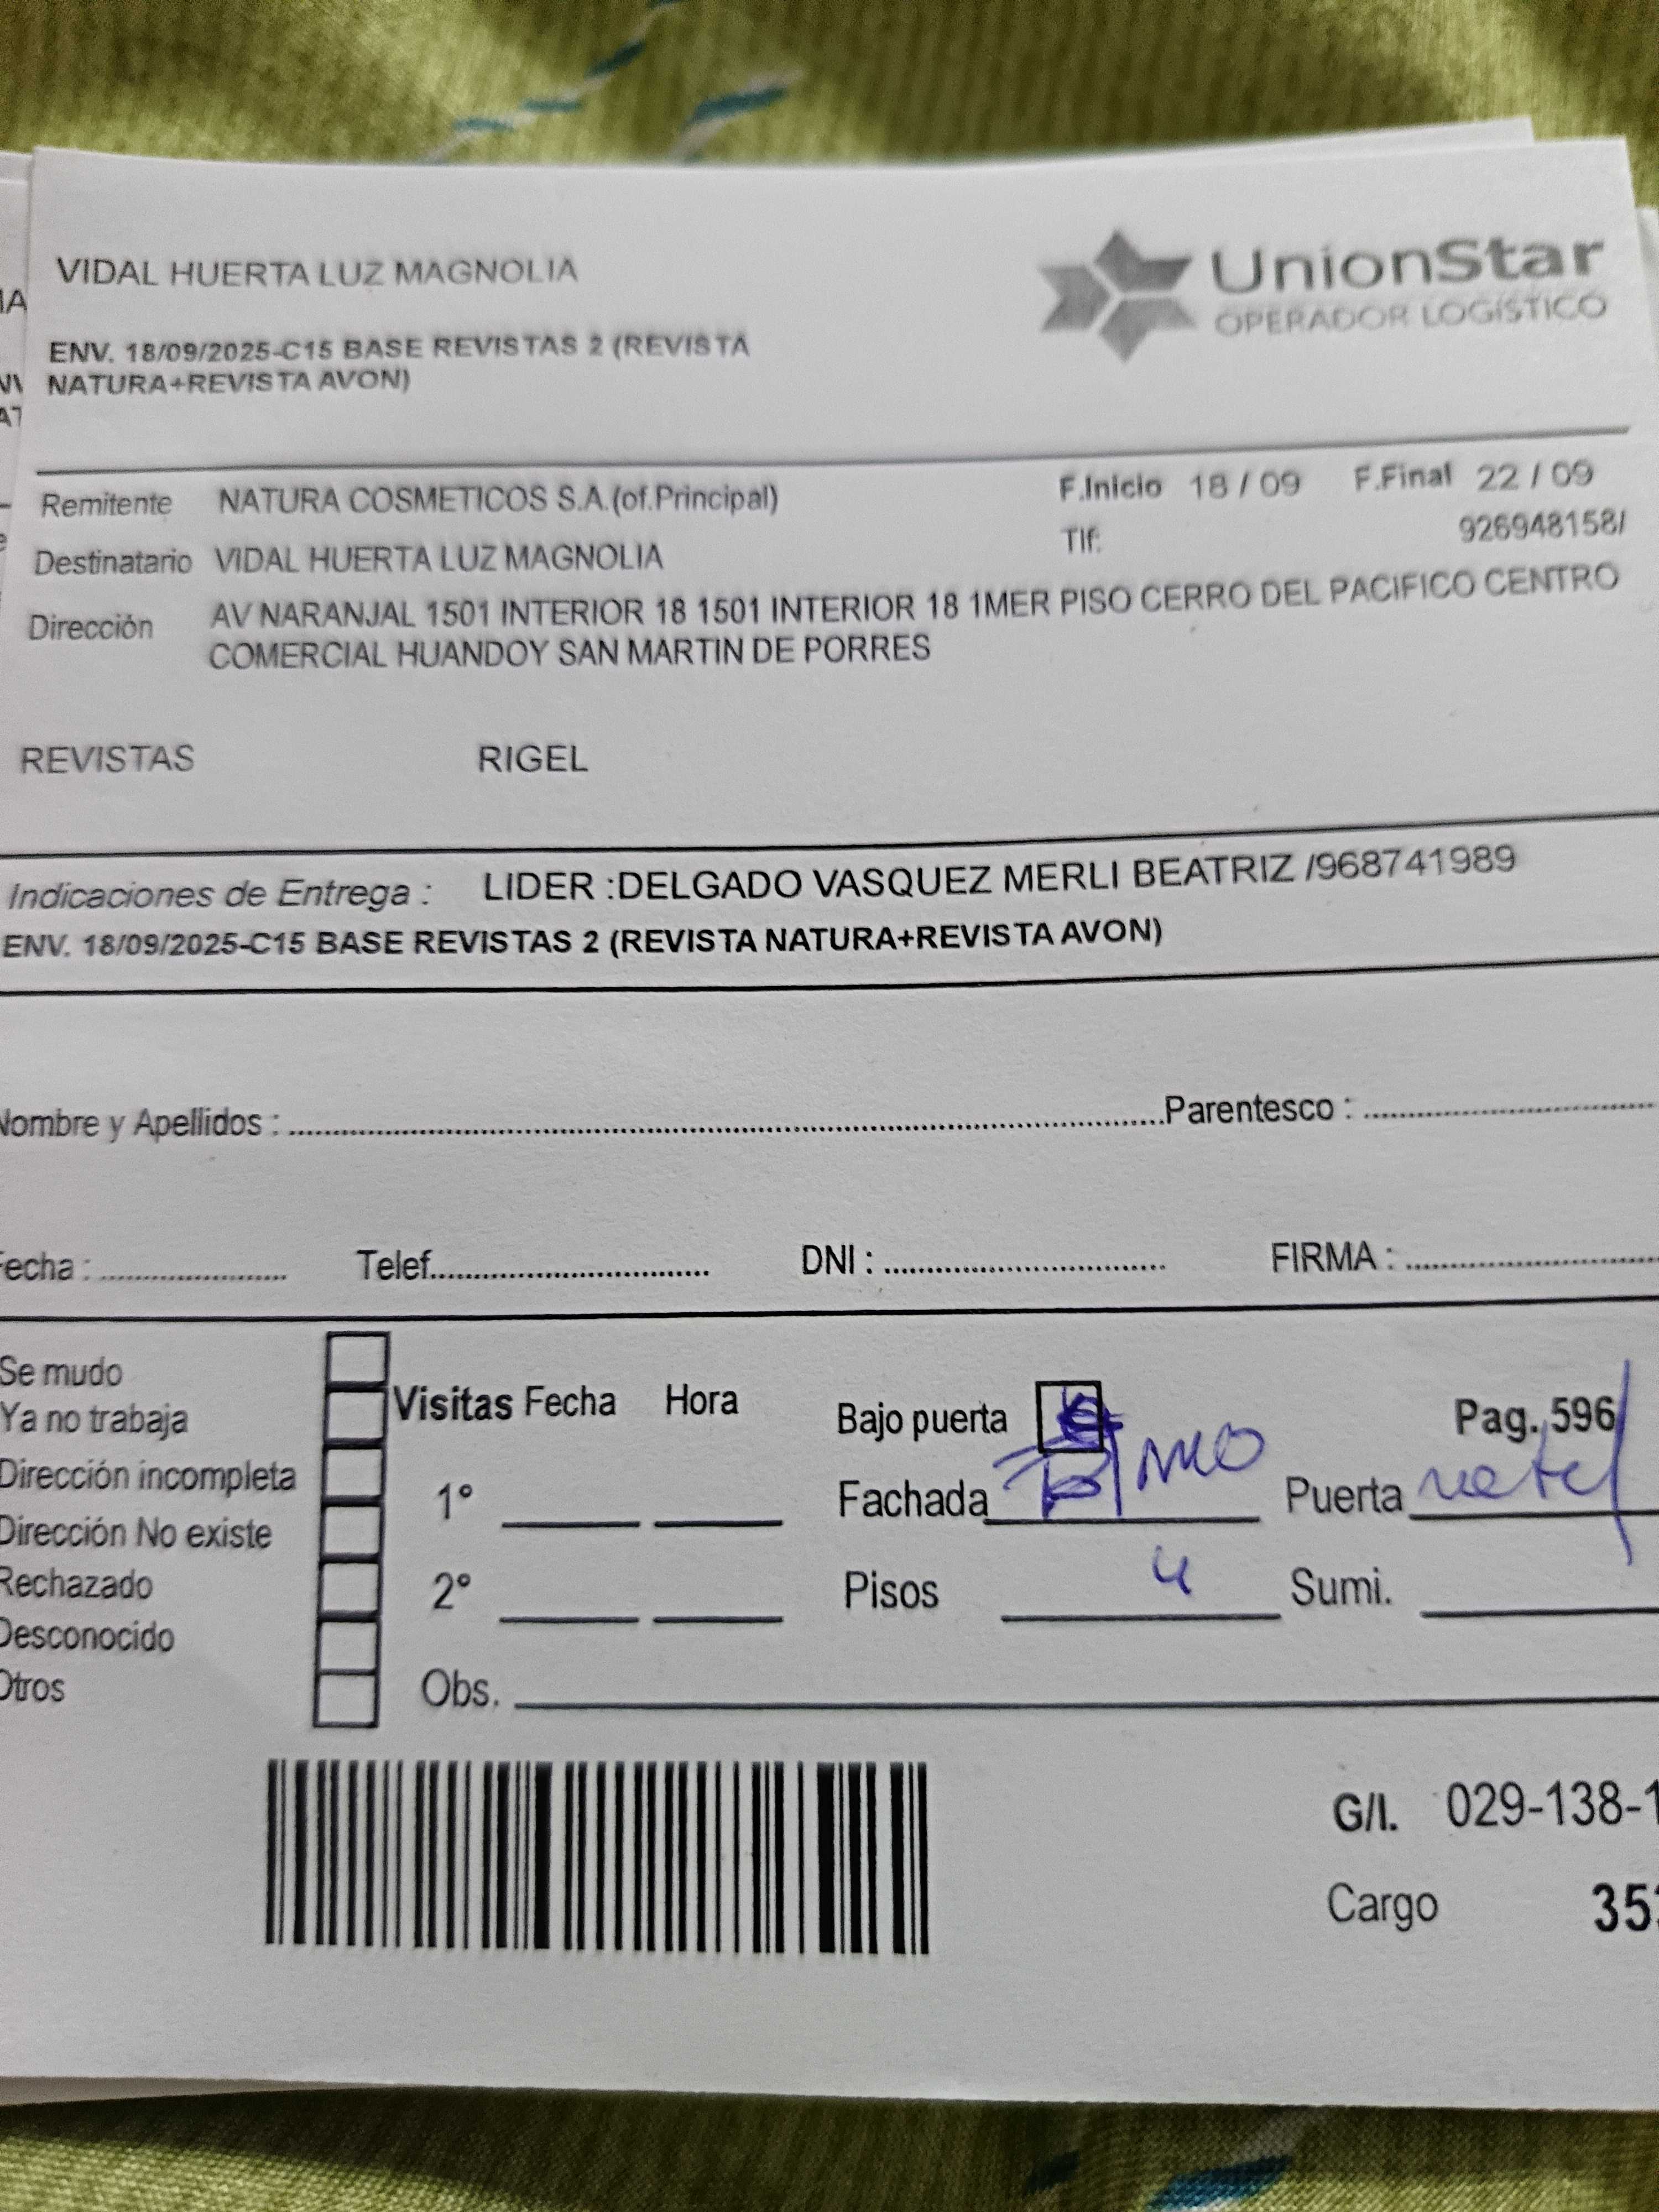 VIDAL HUERTA LUZ MAGNOLIA
UnionStar
OPERADOR LOGÍSTICO
ENV. 18/09/2025-C15 BASE REVISTAS 2 (REVISTA
NATURA+REVISTA AVON)
Remitente NATURA COSMETICOS S.A.(of.Principal) F.Inicio 18 / 09 F.Final 22 / 09
Destinatario VIDAL HUERTA LUZ MAGNOLIA Tlf: 926948158/
Dirección AV NARANJAL 1501 INTERIOR 18 1501 INTERIOR 18 1MER PISO CERRO DEL PACIFICO CENTRO
COMERCIAL HUANDOY SAN MARTIN DE PORRES
REVISTAS RIGEL
Indicaciones de Entrega : LIDER :DELGADO VASQUEZ MERLI BEATRIZ /968741989
ENV. 18/09/2025-C15 BASE REVISTAS 2 (REVISTA NATURA+REVISTA AVON)
Nombre y Apellidos : Parentesco :
Fecha : Telef. DNI : FIRMA :
Se mudo
Ya no trabaja
Dirección incompleta
Dirección No existe
Rechazado
Desconocido
Otros
Visitas Fecha Hora
1°
2°
Obs.
Bajo puerta Pag. 596
Fachada Puerta
Pisos 4 Sumi.
G/I. 029-138-1
Cargo 35